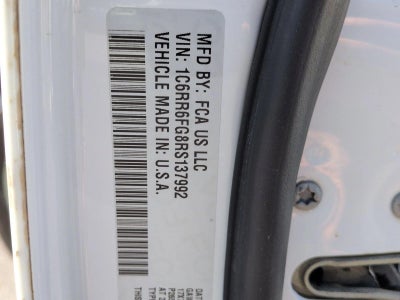 MFD BY: FCA US LLC
VIN: 1C6RR6FG8RS137992
VEHICLE MADE IN: U.S.A.